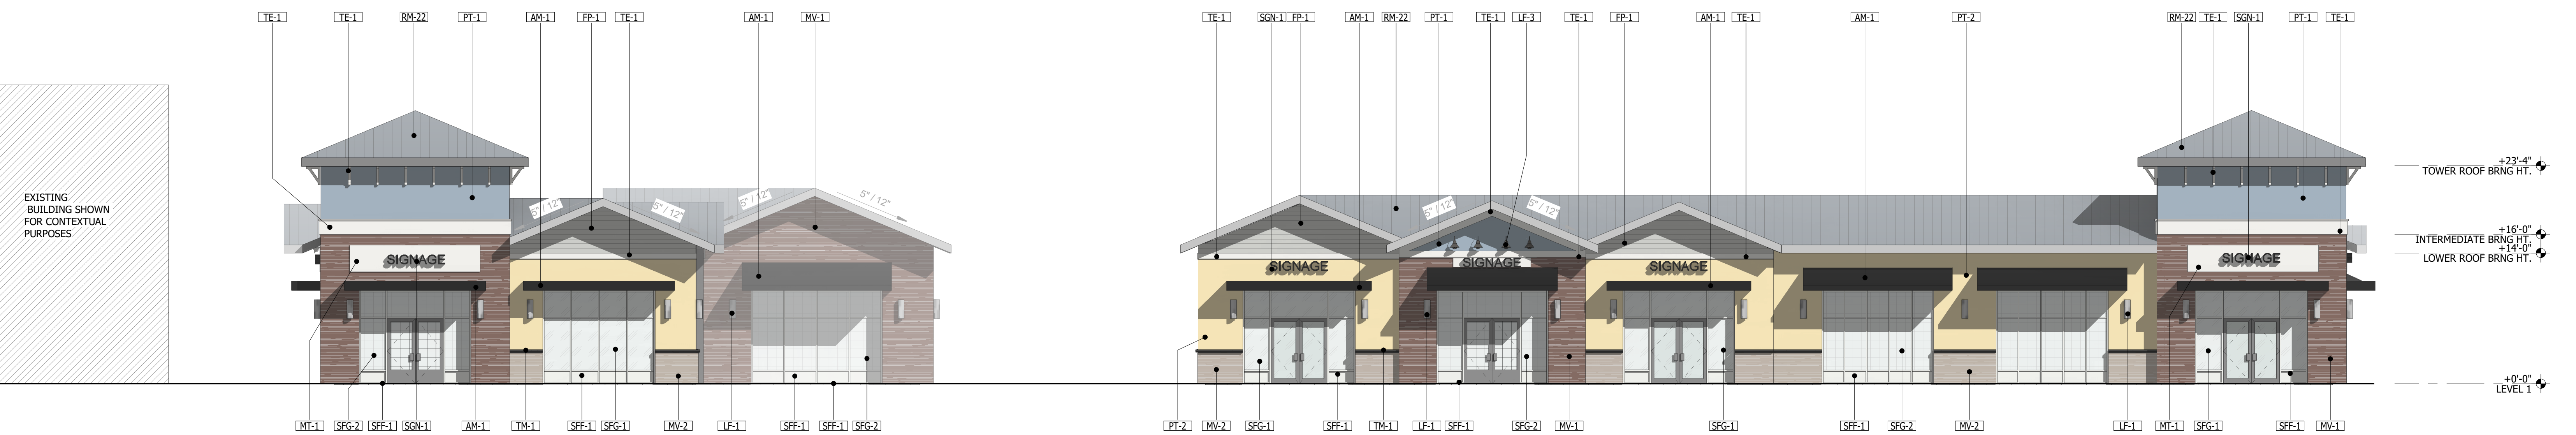 TE-1 TE-1 RM-22 PT-1 AM-1 FP-1 TE-1 AM-1 MV-1 TE-1 SGN-1 FP-1 AM-1 RM-22 PT-1 TE-1 LF-3 TE-1 FP-1 AM-1 TE-1 AM-1 PT-2 RM-22 TE-1 SGN-1 PT-1 TE-1
+23'-4"
TOWER ROOF BRNG HT.
EXISTING
BUILDING SHOWN
FOR CONTEXTUAL
PURPOSES
5" / 12" 5" / 12" 5" / 12" 5" / 12" 5" / 12" 5" / 12"
+16'-0"
INTERMEDIATE BRNG HT.
+14'-0"
LOWER ROOF BRNG HT.
SIGNAGE SIGNAGE SIGNAGE SIGNAGE SIGNAGE
+0'-0"
LEVEL 1
MT-1 SFG-2 SFF-1 SGN-1 AM-1 TM-1 SFF-1 SFG-1 MV-2 LF-1 SFF-1 SFF-1 SFG-2 PT-2 MV-2 SFG-1 SFF-1 TM-1 LF-1 SFF-1 SFG-2 MV-1 SFG-1 SFF-1 SFG-2 MV-2 LF-1 MT-1 SFG-1 SFF-1 MV-1